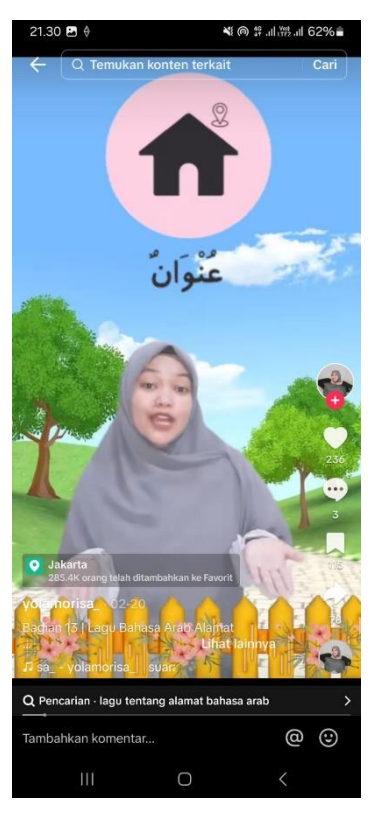 21.30
62%
Temukan konten terkait
Cari
عُنْوَانٌ
236
3
Jakarta
285.4K orang telah ditambahkan ke Favorit
115
yolamorisa_ · 02-20
78
Bagian 13 | Lagu Bahasa Arab Alamat
Lihat lainnya
sa_ - yolamorisa_ | suara
Pencarian · lagu tentang alamat bahasa arab
Tambahkan komentar...